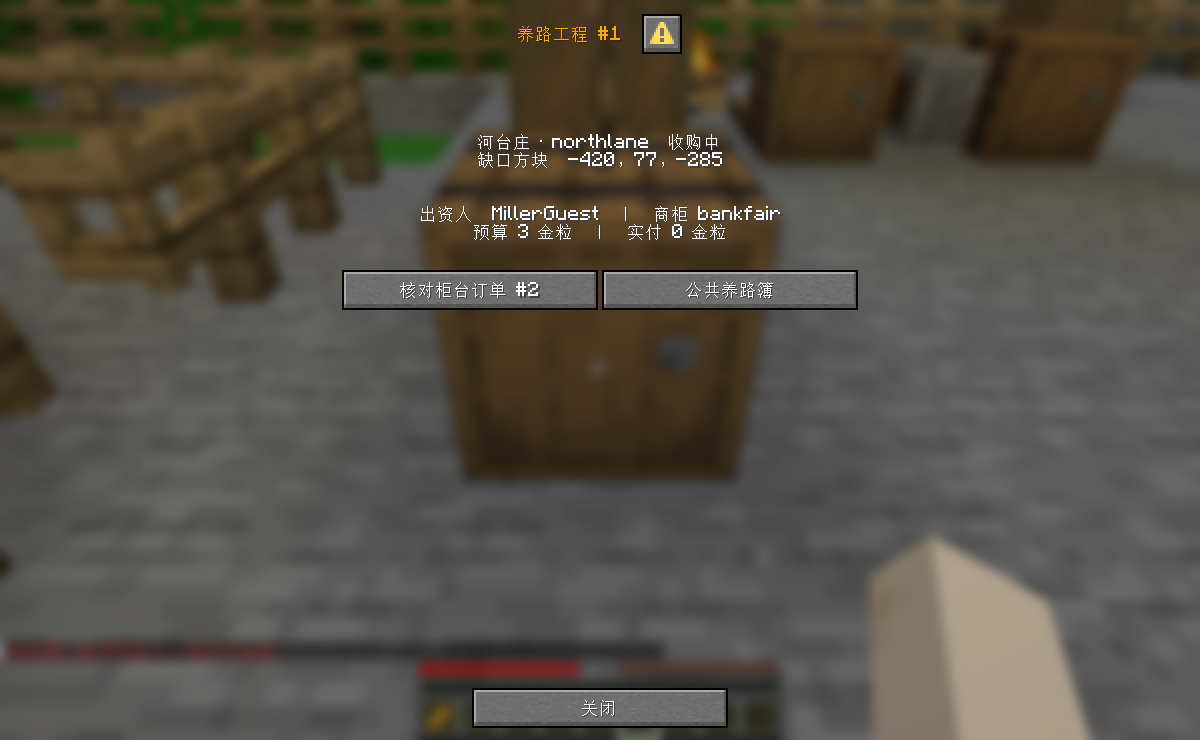 养路工程 #1
河台庄 · northlane 收购中
缺口方块 -420, 77, -285
出资人 MillerGuest | 商柜 bankfair
预算 3 金粒 | 实付 0 金粒
核对柜台订单 #2
公共养路簿
关闭